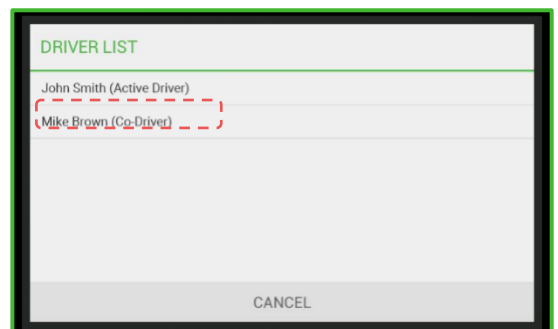 DRIVER LIST
John Smith (Active Driver)
Mike Brown (Co-Driver)
CANCEL